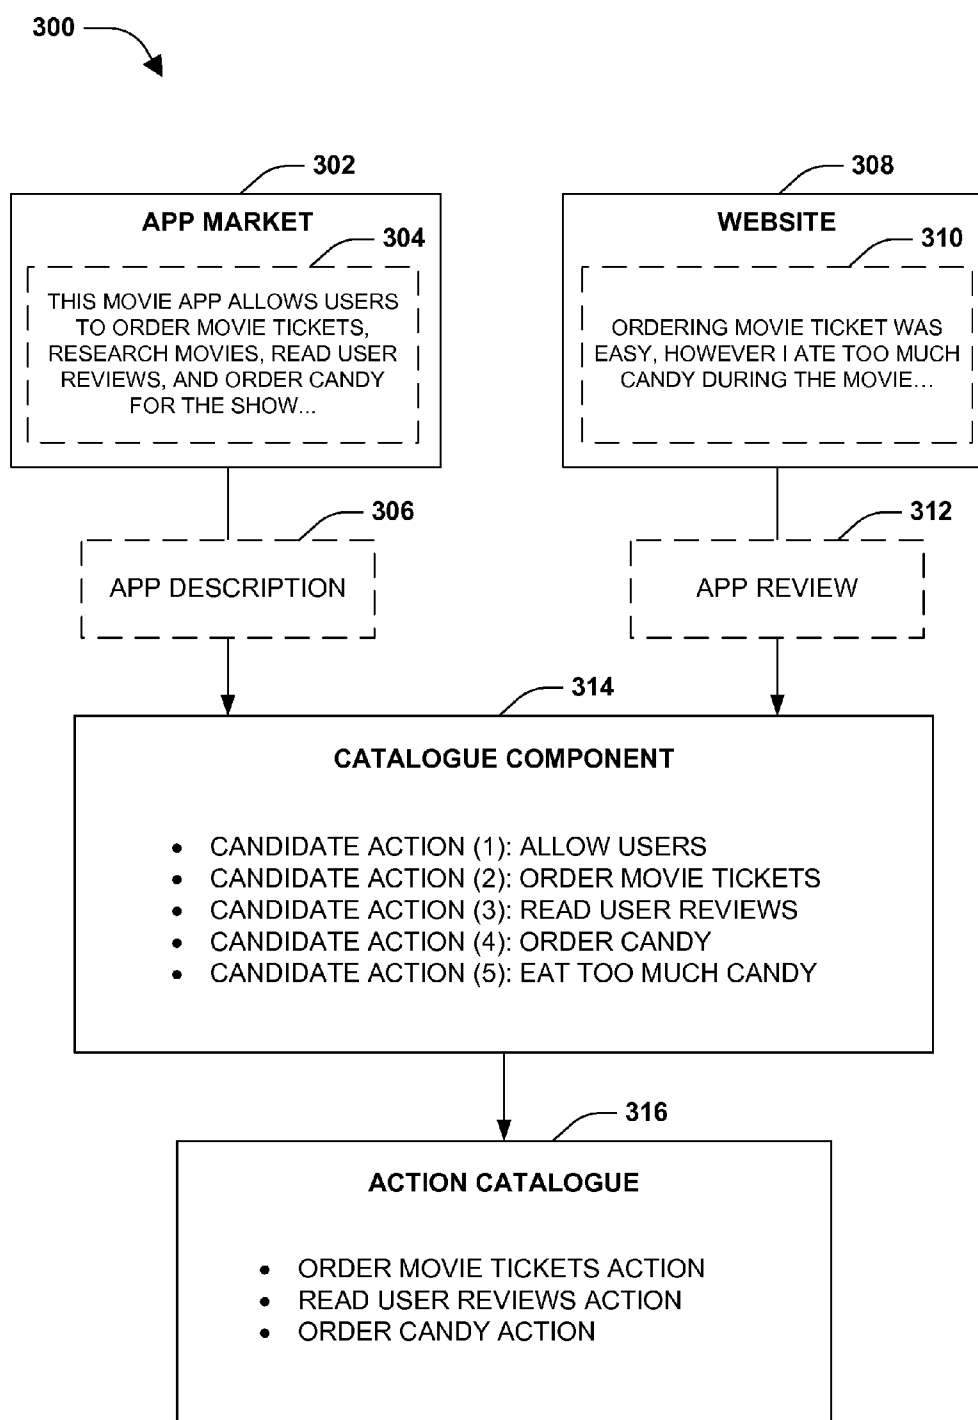 300
302
308
APP MARKET
304
THIS MOVIE APP ALLOWS USERS
TO ORDER MOVIE TICKETS,
RESEARCH MOVIES, READ USER
REVIEWS, AND ORDER CANDY
FOR THE SHOW...
WEBSITE
310
ORDERING MOVIE TICKET WAS
EASY, HOWEVER I ATE TOO MUCH
CANDY DURING THE MOVIE...
306
APP DESCRIPTION
312
APP REVIEW
314
CATALOGUE COMPONENT
• CANDIDATE ACTION (1): ALLOW USERS
• CANDIDATE ACTION (2): ORDER MOVIE TICKETS
• CANDIDATE ACTION (3): READ USER REVIEWS
• CANDIDATE ACTION (4): ORDER CANDY
• CANDIDATE ACTION (5): EAT TOO MUCH CANDY
316
ACTION CATALOGUE
• ORDER MOVIE TICKETS ACTION
• READ USER REVIEWS ACTION
• ORDER CANDY ACTION